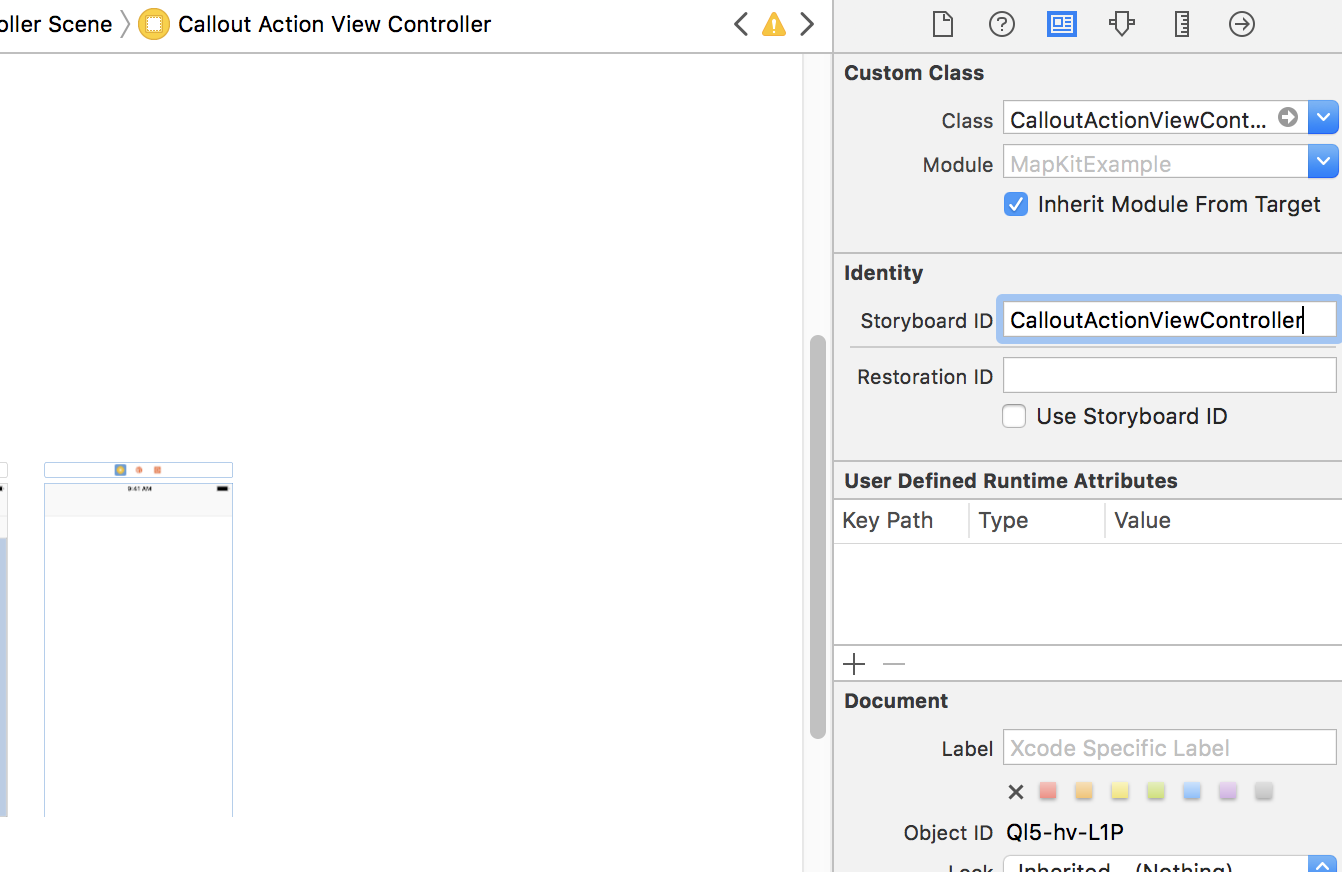 oller Scene
Callout Action View Controller
Custom Class
Class
CalloutActionViewCont...
Module
MapKitExample
Inherit Module From Target
Identity
Storyboard ID
CalloutActionViewController
Restoration ID
Use Storyboard ID
User Defined Runtime Attributes
Key Path
Type
Value
9:41 AM
Document
Label
Xcode Specific Label
Object ID
Ql5-hv-L1P
Lock
Inherited - (Nothing)